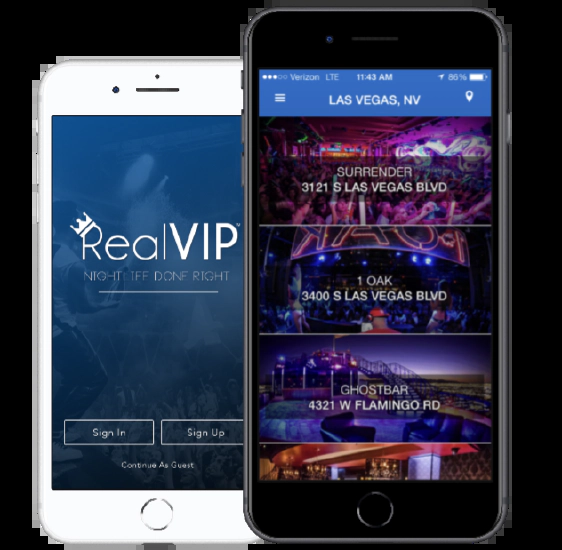 RealVIP
NIGHTLIFE DONE RIGHT
Sign In
Sign Up
Continue As Guest
Verizon LTE
11:43 AM
86%
LAS VEGAS, NV
SURRENDER
3121 S LAS VEGAS BLVD
1 OAK
3400 S LAS VEGAS BLVD
GHOSTBAR
4321 W FLAMINGO RD